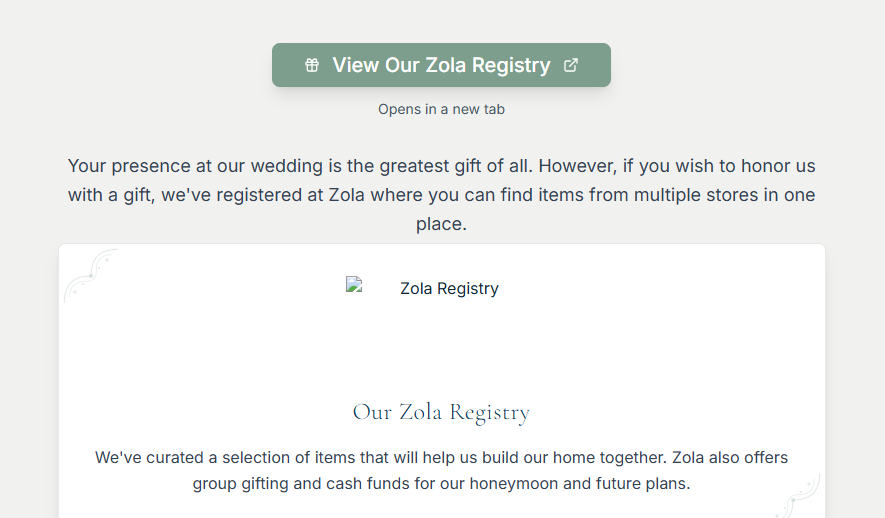 View Our Zola Registry
Opens in a new tab
Your presence at our wedding is the greatest gift of all. However, if you wish to honor us
with a gift, we've registered at Zola where you can find items from multiple stores in one
place.
Zola Registry
Our Zola Registry
We've curated a selection of items that will help us build our home together. Zola also offers
group gifting and cash funds for our honeymoon and future plans.